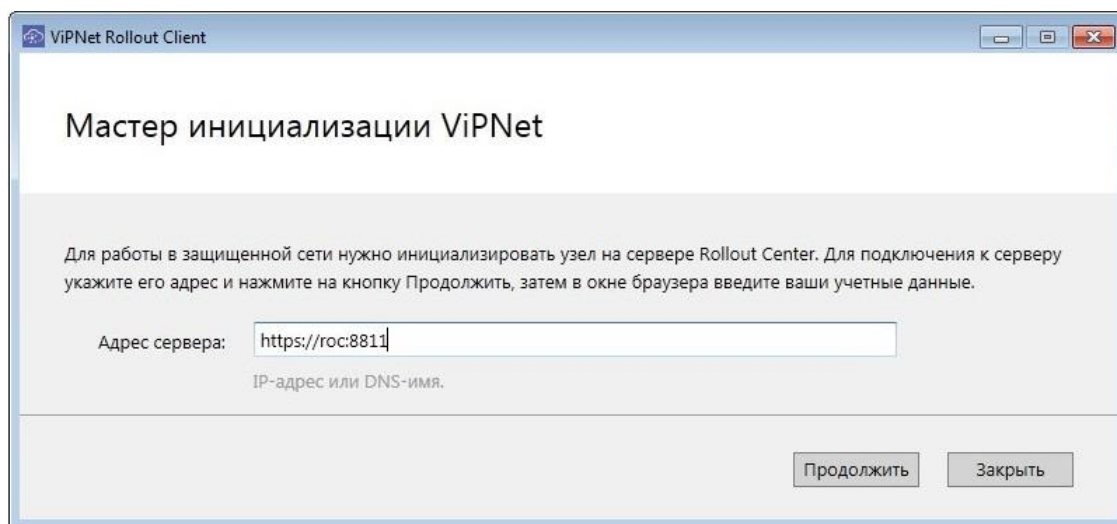 ViPNet Rollout Client
Мастер инициализации ViPNet
Для работы в защищенной сети нужно инициализировать узел на сервере Rollout Center. Для подключения к серверу
укажите его адрес и нажмите на кнопку Продолжить, затем в окне браузера введите ваши учетные данные.
Адрес сервера: https://roc:8811
IP-адрес или DNS-имя.
Продолжить Закрыть